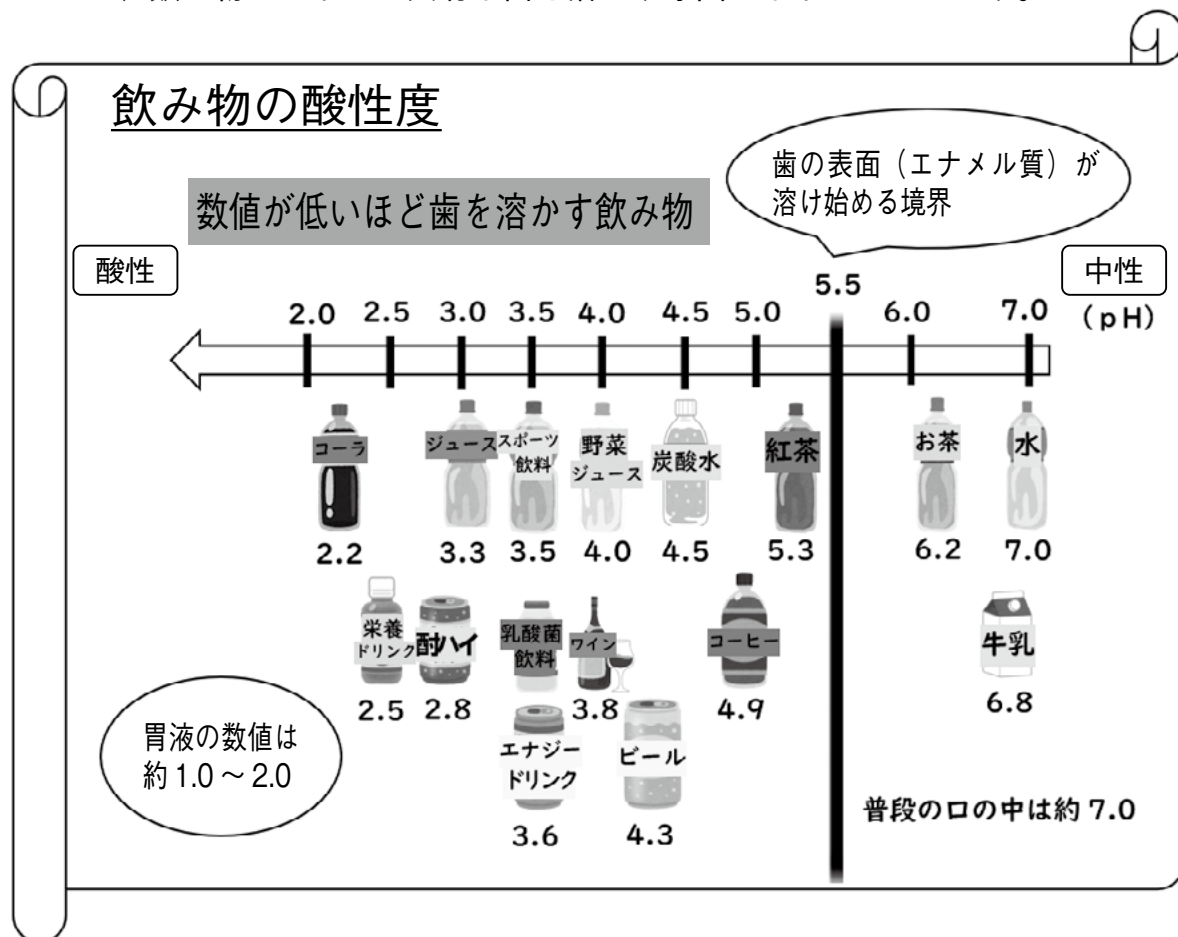 飲み物の酸性度
歯の表面（エナメル質）が
溶け始める境界
数値が低いほど歯を溶かす飲み物
酸性
中性
5.5
2.0 2.5 3.0 3.5 4.0 4.5 5.0 6.0 7.0 （pH）
コーラ
ジュース
スポーツ
飲料
野菜
ジュース
炭酸水
紅茶
お茶
水
2.2 3.3 3.5 4.0 4.5 5.3 6.2 7.0
栄養
ドリンク
酎ハイ
乳酸菌
飲料
ワイン
コーヒー
牛乳
2.5 2.8 3.8 4.9 6.8
エナジー
ドリンク
ビール
3.6 4.3
胃液の数値は
約1.0～2.0
普段の口の中は約7.0